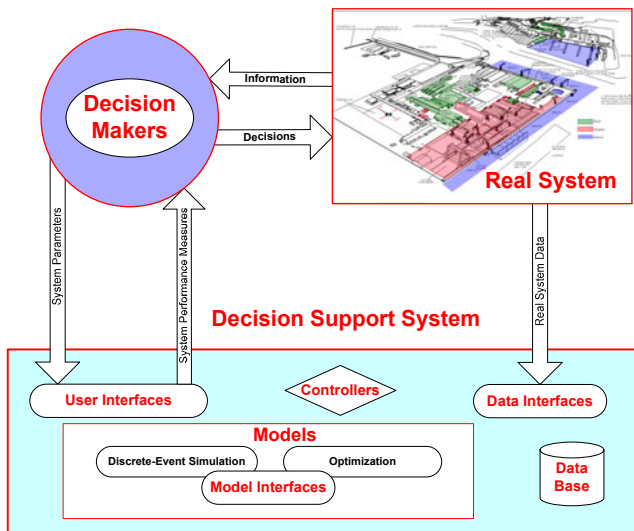 Information
Decision
Makers
Decisions
Real System
System Parameters
System Performance Measures
Real System Data
Decision Support System
User Interfaces
Controllers
Data Interfaces
Models
Discrete-Event Simulation
Optimization
Model Interfaces
Data
Base